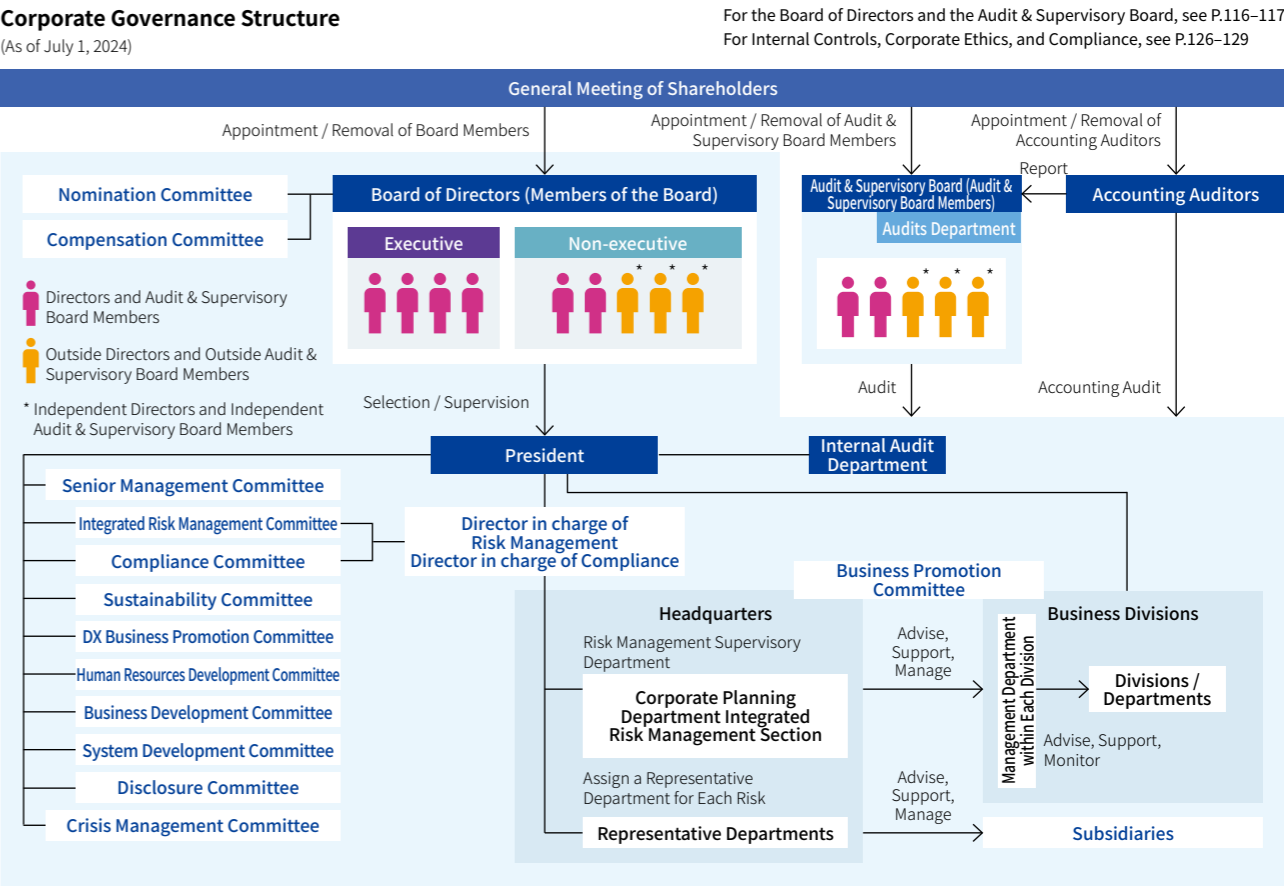 Corporate Governance Structure
(As of July 1, 2024)
For the Board of Directors and the Audit & Supervisory Board, see P.116–117
For Internal Controls, Corporate Ethics, and Compliance, see P.126–129
General Meeting of Shareholders
Appointment / Removal of Board Members
Appointment / Removal of Audit &
Supervisory Board Members
Appointment / Removal of
Accounting Auditors
Report
Nomination Committee
Compensation Committee
Board of Directors (Members of the Board)
Executive
Non-executive
* * *
Audit & Supervisory Board (Audit &
Supervisory Board Members)
Audits Department
* * *
Accounting Auditors
Directors and Audit & Supervisory
Board Members
Outside Directors and Outside Audit &
Supervisory Board Members
* Independent Directors and Independent
Audit & Supervisory Board Members
Selection / Supervision
Audit
Accounting Audit
President
Internal Audit
Department
Senior Management Committee
Integrated Risk Management Committee
Compliance Committee
Sustainability Committee
DX Business Promotion Committee
Human Resources Development Committee
Business Development Committee
System Development Committee
Disclosure Committee
Crisis Management Committee
Director in charge of
Risk Management
Director in charge of Compliance
Business Promotion
Committee
Headquarters
Risk Management Supervisory
Department
Corporate Planning
Department Integrated
Risk Management Section
Assign a Representative
Department for Each Risk
Representative Departments
Advise,
Support,
Manage
Advise,
Support,
Manage
Business Divisions
Management Department
within Each Division
Divisions /
Departments
Advise, Support,
Monitor
Subsidiaries